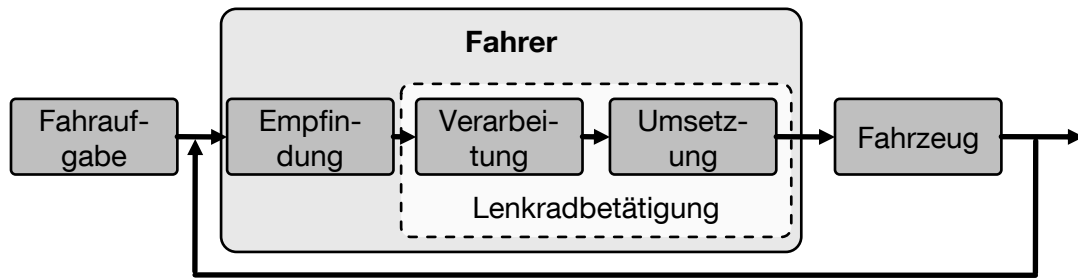 Fahrer
Fahrauf-
gabe
Empfin-
dung
Verarbei-
tung
Umsetz-
ung
Fahrzeug
Lenkradbetätigung